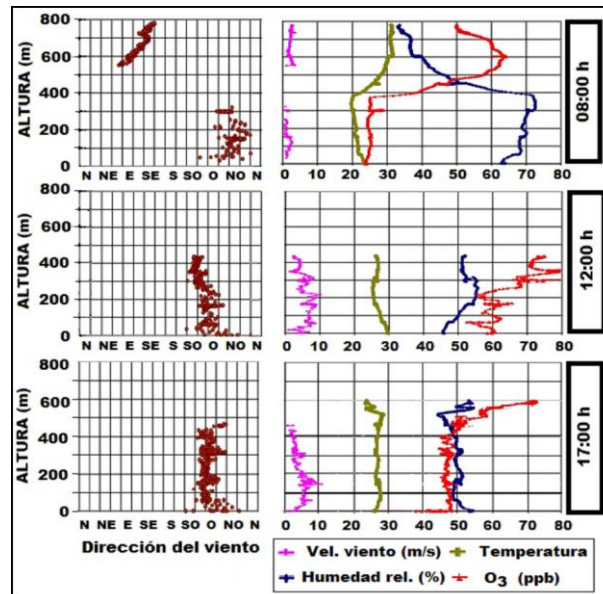 ALTURA (m)
800
600
400
200
0
N NE E SE S SO O NO N
0 10 20 30 40 50 60 70 80
08:00 h
ALTURA (m)
800
600
400
200
0
N NE E SE S SO O NO N
0 10 20 30 40 50 60 70 80
12:00 h
ALTURA (m)
800
600
400
200
0
N NE E SE S SO O NO N
0 10 20 30 40 50 60 70 80
17:00 h
Dirección del viento
Vel. viento (m/s) Temperatura
Humedad rel. (%) O₃ (ppb)